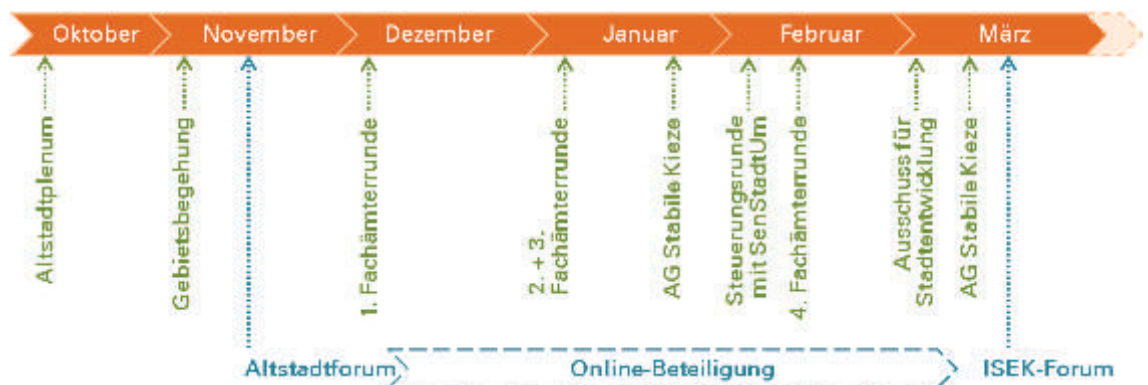 Oktober
November
Dezember
Januar
Februar
März
Altstadtplenum
Gebietsbegehung
1. Fachämterrunde
2. + 3.
Fachämterrunde
AG Stabile Kieze
Steuerungsrunde
mit SenStadtUm
4. Fachämterrunde
Ausschuss für
Stadtentwicklung
AG Stabile Kieze
Altstadtforum
Online-Beteiligung
ISEK-Forum